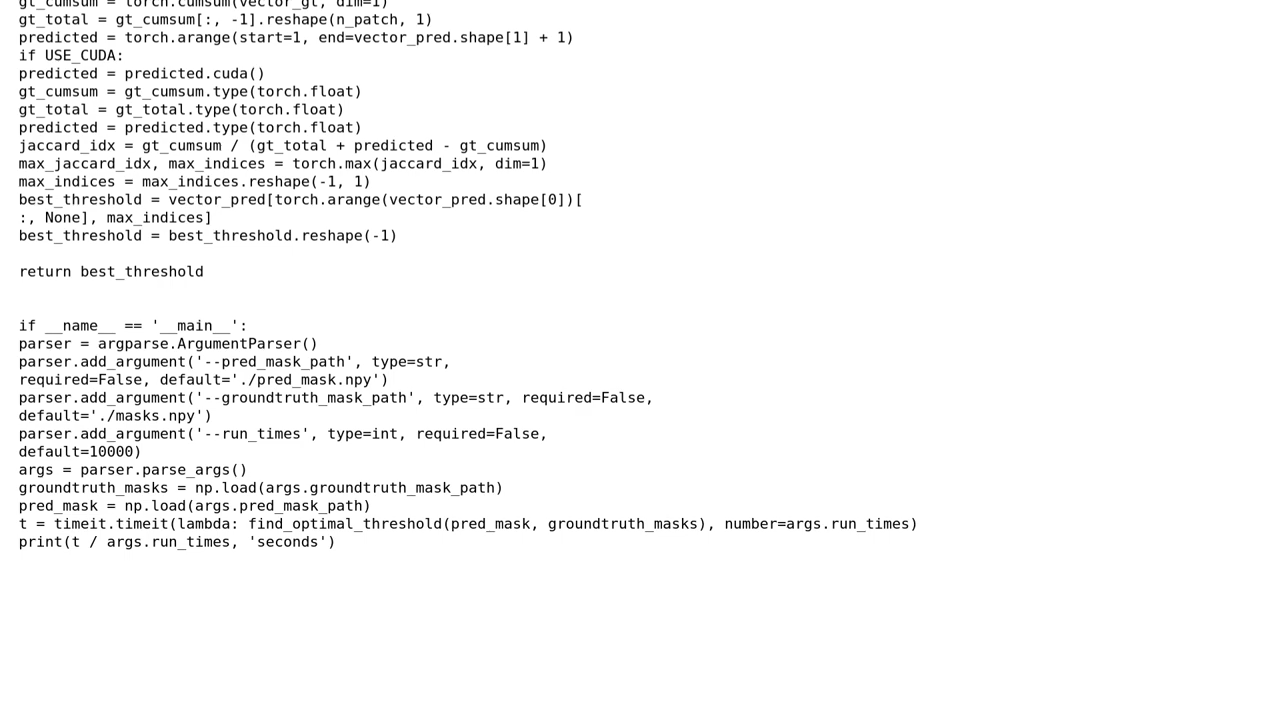 gt_cumsum = torch.cumsum(vector_gt, dim=1)
gt_total = gt_cumsum[:, -1].reshape(n_patch, 1)
predicted = torch.arange(start=1, end=vector_pred.shape[1] + 1)
if USE_CUDA:
predicted = predicted.cuda()
gt_cumsum = gt_cumsum.type(torch.float)
gt_total = gt_total.type(torch.float)
predicted = predicted.type(torch.float)
jaccard_idx = gt_cumsum / (gt_total + predicted - gt_cumsum)
max_jaccard_idx, max_indices = torch.max(jaccard_idx, dim=1)
max_indices = max_indices.reshape(-1, 1)
best_threshold = vector_pred[torch.arange(vector_pred.shape[0])[
:, None], max_indices]
best_threshold = best_threshold.reshape(-1)
return best_threshold
if __name__ == '__main__':
parser = argparse.ArgumentParser()
parser.add_argument('--pred_mask_path', type=str,
required=False, default='./pred_mask.npy')
parser.add_argument('--groundtruth_mask_path', type=str, required=False,
default='./masks.npy')
parser.add_argument('--run_times', type=int, required=False,
default=10000)
args = parser.parse_args()
groundtruth_masks = np.load(args.groundtruth_mask_path)
pred_mask = np.load(args.pred_mask_path)
t = timeit.timeit(lambda: find_optimal_threshold(pred_mask, groundtruth_masks), number=args.run_times)
print(t / args.run_times, 'seconds')